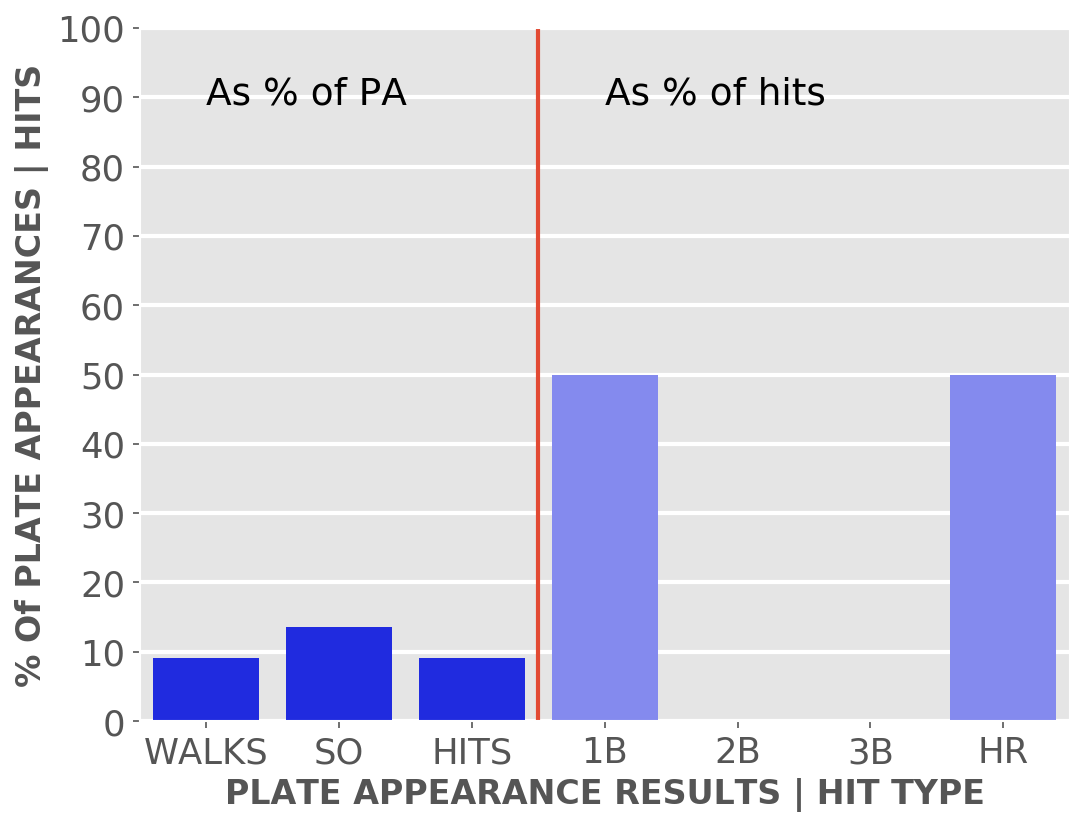 % Of PLATE APPEARANCES | HITS
100
90
80
70
60
50
40
30
20
10
0
As % of PA
As % of hits
WALKS SO HITS 1B 2B 3B HR
PLATE APPEARANCE RESULTS | HIT TYPE